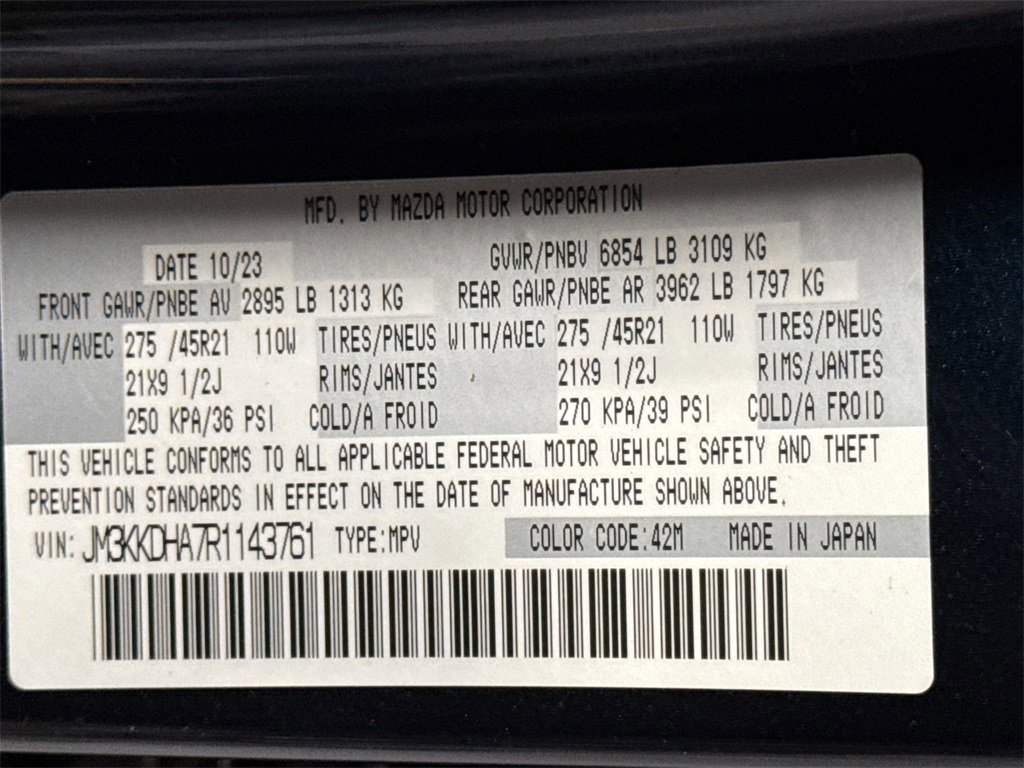 MFD. BY MAZDA MOTOR CORPORATION
DATE 10/23 GVWR/PNBV 6854 LB 3109 KG
FRONT GAWR/PNBE AV 2895 LB 1313 KG REAR GAWR/PNBE AR 3962 LB 1797 KG
WITH/AVEC 275 /45R21 110W TIRES/PNEUS WITH/AVEC 275 /45R21 110W TIRES/PNEUS
21X9 1/2J RIMS/JANTES 21X9 1/2J RIMS/JANTES
250 KPA/36 PSI COLD/A FROID 270 KPA/39 PSI COLD/A FROID
THIS VEHICLE CONFORMS TO ALL APPLICABLE FEDERAL MOTOR VEHICLE SAFETY AND THEFT
PREVENTION STANDARDS IN EFFECT ON THE DATE OF MANUFACTURE SHOWN ABOVE.
VIN: JM3KKDHA7R1143761 TYPE:MPV COLOR CODE:42M MADE IN JAPAN